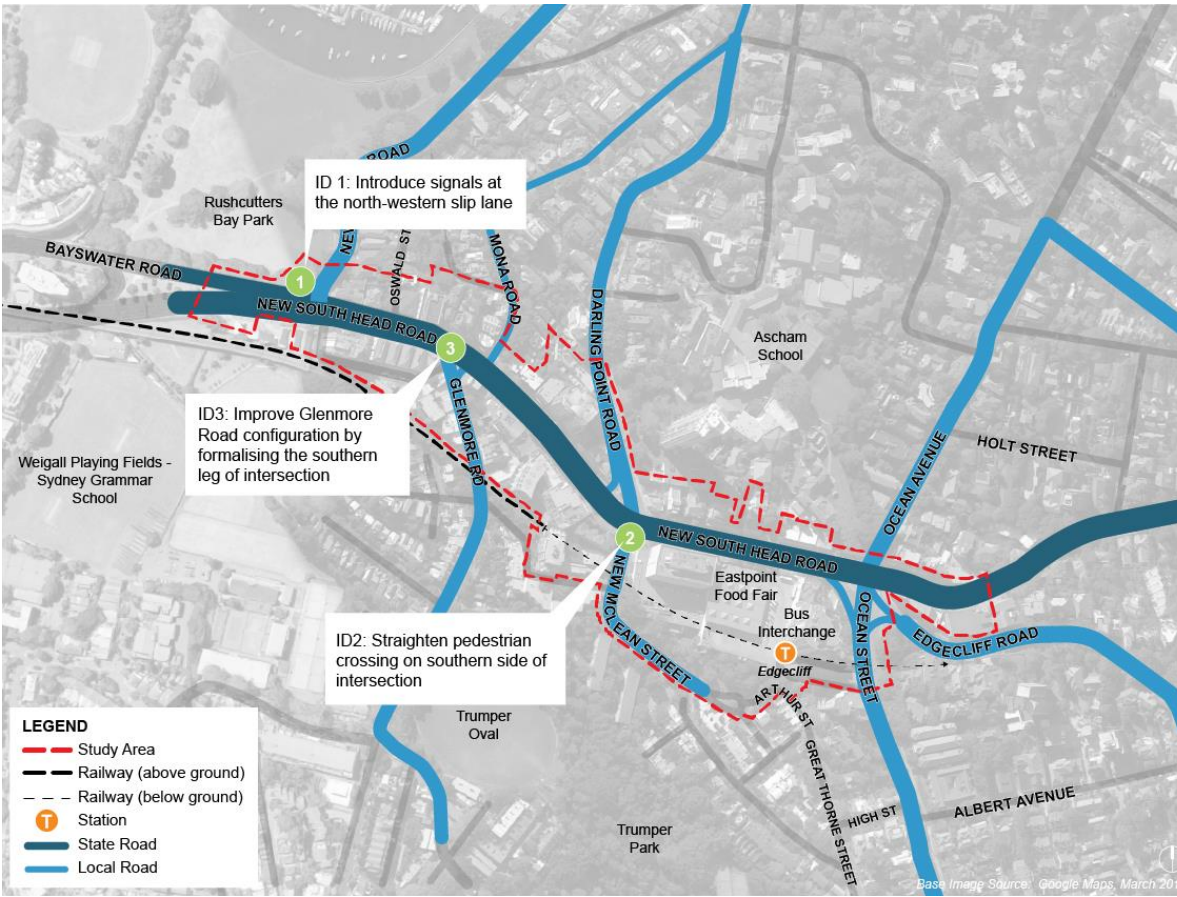 ROAD
ID 1: Introduce signals at
the north-western slip lane
Rushcutters
Bay Park
NE
OSWALD ST
MONA ROAD
BAYSWATER ROAD
NEW SOUTH HEAD ROAD
1
3
DARLING POINT ROAD
Ascham
School
ID3: Improve Glenmore
Road configuration by
formalising the southern
leg of intersection
GLENMORE RD
Weigall Playing Fields -
Sydney Grammar
School
HOLT STREET
OCEAN AVENUE
2
NEW SOUTH HEAD ROAD
NEW MCLEAN STREET
Eastpoint
Food Fair
Bus
Interchange
T
Edgecliff
OCEAN STREET
EDGECLIFF ROAD
ID2: Straighten pedestrian
crossing on southern side of
intersection
ARTHUR ST
GREAT THORNE STREET
Trumper
Oval
HIGH ST
ALBERT AVENUE
Trumper
Park
LEGEND
Study Area
Railway (above ground)
Railway (below ground)
T Station
State Road
Local Road
Base Image Source: Google Maps, March 201